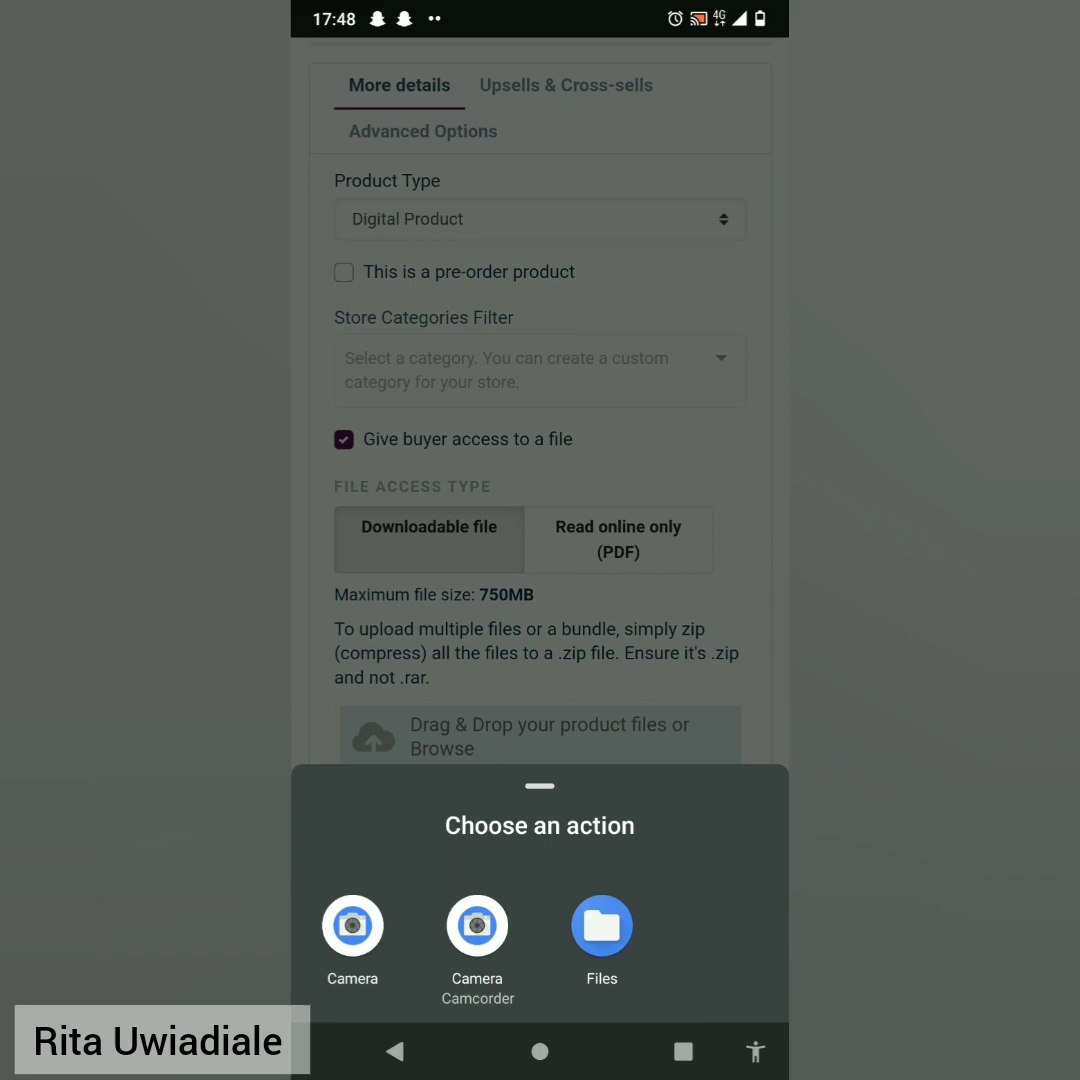 17:48
4G
More details
Upsells & Cross-sells
Advanced Options
Product Type
Digital Product
This is a pre-order product
Store Categories Filter
Select a category. You can create a custom
category for your store.
Give buyer access to a file
FILE ACCESS TYPE
Downloadable file
Read online only
(PDF)
Maximum file size: 750MB
To upload multiple files or a bundle, simply zip
(compress) all the files to a .zip file. Ensure it's .zip
and not .rar.
Drag & Drop your product files or
Browse
Choose an action
Camera
Camera
Camcorder
Files
Rita Uwiadiale